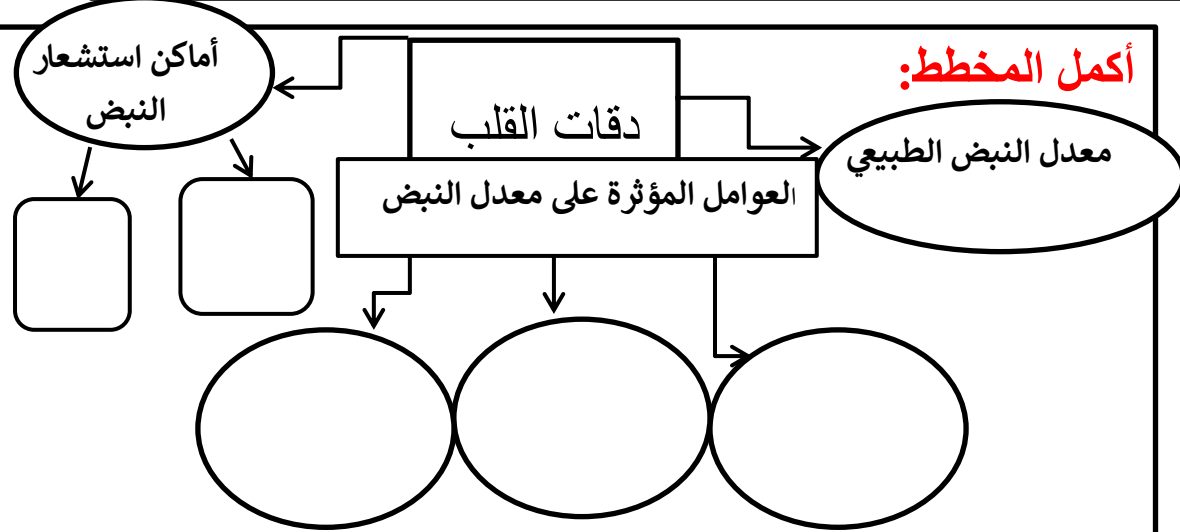 أكمل المخطط:
أماكن استشعار
النبض
دقات القلب
معدل النبض الطبيعي
العوامل المؤثرة على معدل النبض